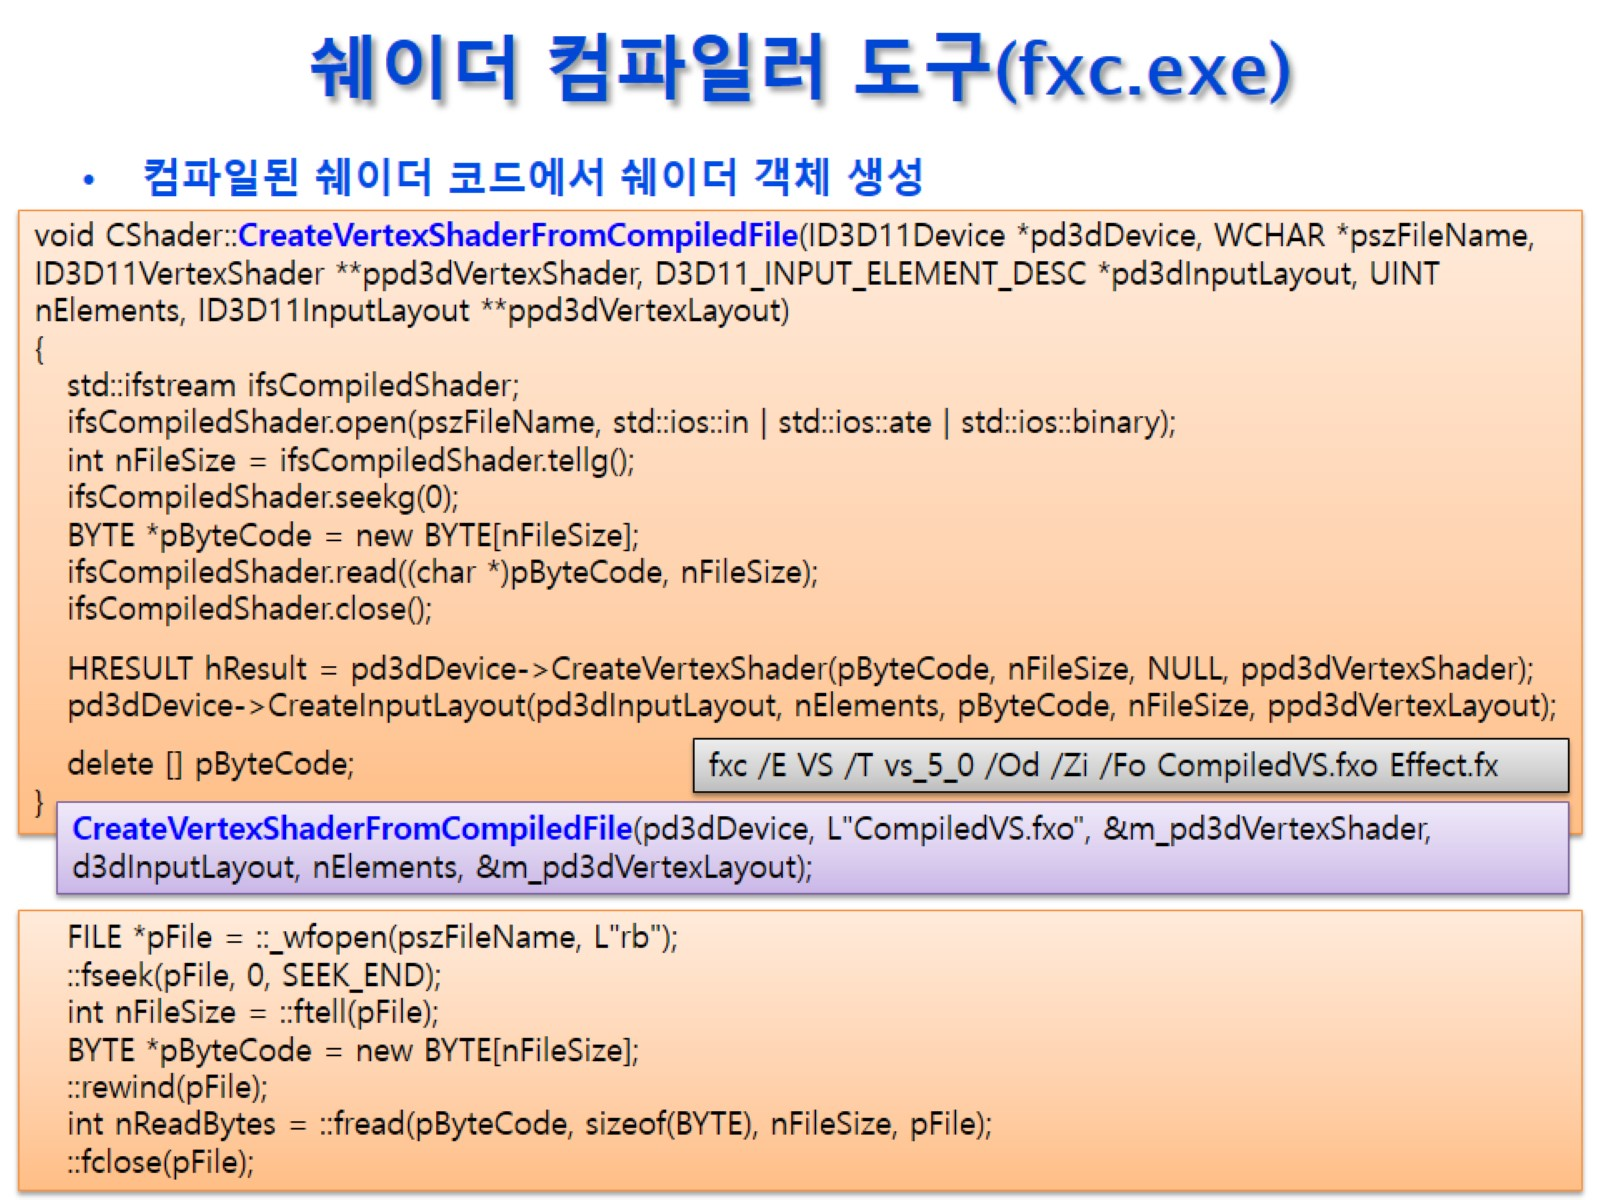 쉐이더 컴파일러 도구(fxc.exe)
• 컴파일된 쉐이더 코드에서 쉐이더 객체 생성
void CShader::CreateVertexShaderFromCompiledFile(ID3D11Device *pd3dDevice, WCHAR *pszFileName,
ID3D11VertexShader **ppd3dVertexShader, D3D11_INPUT_ELEMENT_DESC *pd3dInputLayout, UINT
nElements, ID3D11InputLayout **ppd3dVertexLayout)
{
std::ifstream ifsCompiledShader;
ifsCompiledShader.open(pszFileName, std::ios::in | std::ios::ate | std::ios::binary);
int nFileSize = ifsCompiledShader.tellg();
ifsCompiledShader.seekg(0);
BYTE *pByteCode = new BYTE[nFileSize];
ifsCompiledShader.read((char *)pByteCode, nFileSize);
ifsCompiledShader.close();
HRESULT hResult = pd3dDevice->CreateVertexShader(pByteCode, nFileSize, NULL, ppd3dVertexShader);
pd3dDevice->CreateInputLayout(pd3dInputLayout, nElements, pByteCode, nFileSize, ppd3dVertexLayout);
delete [] pByteCode;
fxc /E VS /T vs_5_0 /Od /Zi /Fo CompiledVS.fxo Effect.fx
}
CreateVertexShaderFromCompiledFile(pd3dDevice, L"CompiledVS.fxo", &m_pd3dVertexShader,
d3dInputLayout, nElements, &m_pd3dVertexLayout);
FILE *pFile = ::_wfopen(pszFileName, L"rb");
::fseek(pFile, 0, SEEK_END);
int nFileSize = ::ftell(pFile);
BYTE *pByteCode = new BYTE[nFileSize];
::rewind(pFile);
int nReadBytes = ::fread(pByteCode, sizeof(BYTE), nFileSize, pFile);
::fclose(pFile);